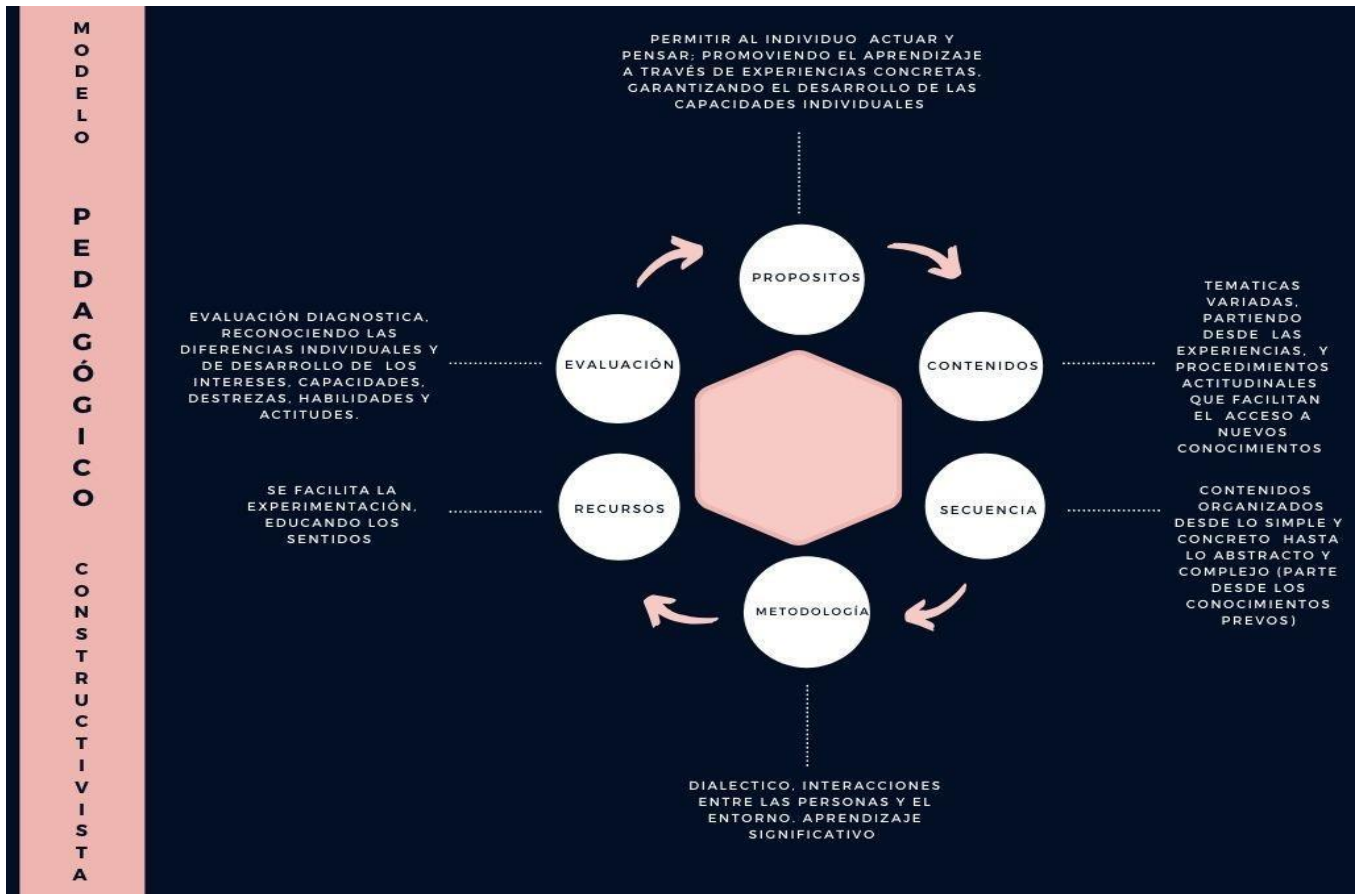 MODELO PEDAGÓGICO CONSTRUCTIVISTA
PERMITIR AL INDIVIDUO ACTUAR Y
PENSAR; PROMOVIENDO EL APRENDIZAJE
A TRAVÉS DE EXPERIENCIAS CONCRETAS,
GARANTIZANDO EL DESARROLLO DE LAS
CAPACIDADES INDIVIDUALES
PROPOSITOS
CONTENIDOS
TEMATICAS
VARIADAS,
PARTIENDO
DESDE LAS
EXPERIENCIAS, Y
PROCEDIMIENTOS
ACTITUDINALES
QUE FACILITAN
EL ACCESO A
NUEVOS
CONOCIMIENTOS
SECUENCIA
CONTENIDOS
ORGANIZADOS
DESDE LO SIMPLE Y
CONCRETO HASTA
LO ABSTRACTO Y
COMPLEJO (PARTE
DESDE LOS
CONOCIMIENTOS
PREVOS)
METODOLOGÍA
DIALECTICO, INTERACCIONES
ENTRE LAS PERSONAS Y EL
ENTORNO. APRENDIZAJE
SIGNIFICATIVO
RECURSOS
SE FACILITA LA
EXPERIMENTACIÓN,
EDUCANDO LOS
SENTIDOS
EVALUACIÓN
EVALUACIÓN DIAGNOSTICA,
RECONOCIENDO LAS
DIFERENCIAS INDIVIDUALES Y
DE DESARROLLO DE LOS
INTERESES, CAPACIDADES,
DESTREZAS, HABILIDADES Y
ACTITUDES.